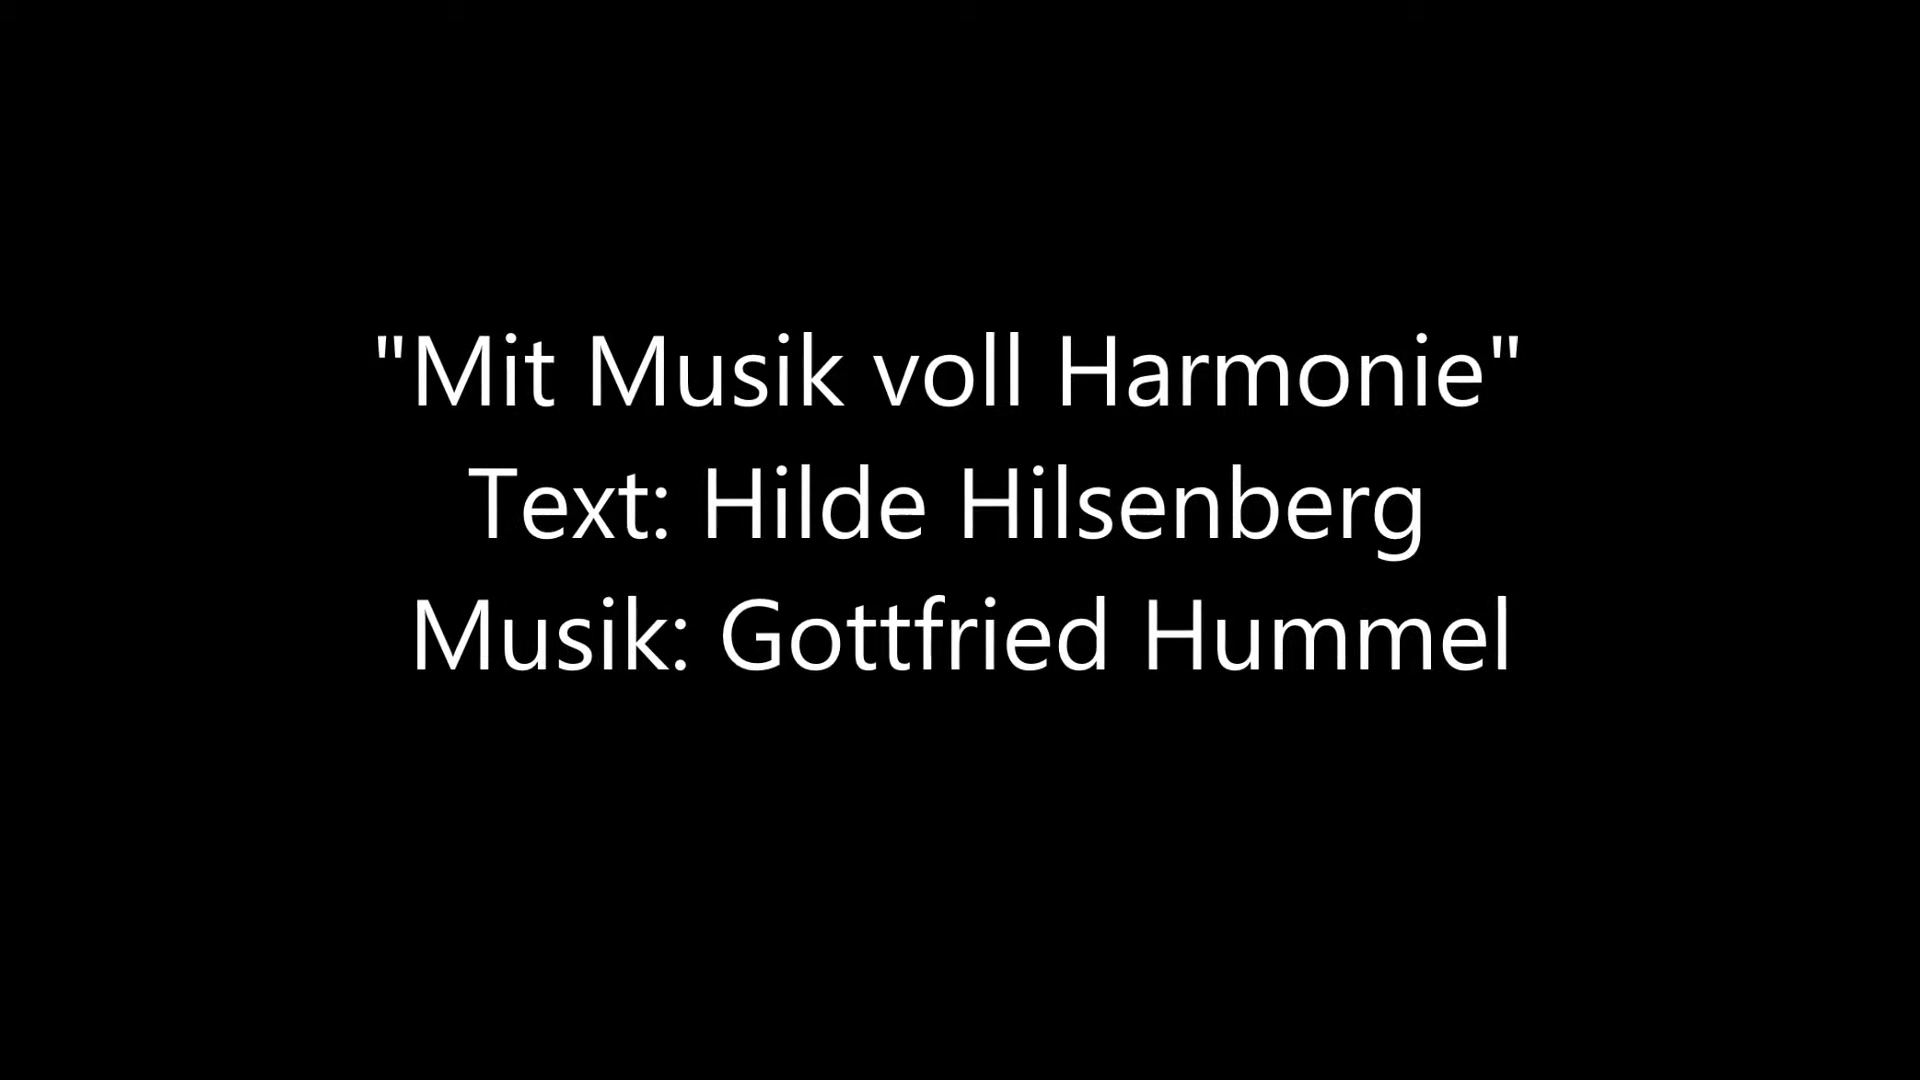 "Mit Musik voll Harmonie"
Text: Hilde Hilsenberg
Musik: Gottfried Hummel